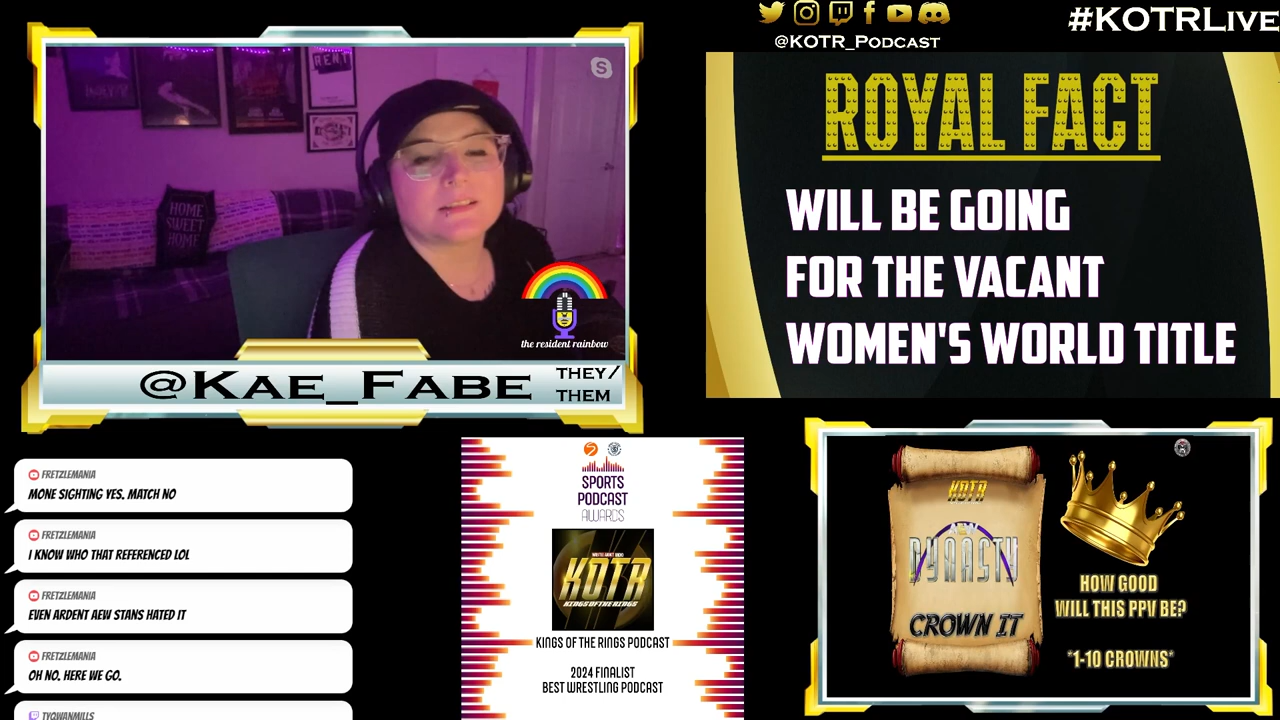 @KOTR_PODCAST
#KOTRLIVE
RENT
HOME
SWEET
HOME
the resident rainbow
@KAE_FABE
THEY/
THEM
ROYAL FACT
WILL BE GOING
FOR THE VACANT
WOMEN'S WORLD TITLE
FRETZLEMANIA
MONE SIGHTING YES. MATCH NO
FRETZLEMANIA
I KNOW WHO THAT REFERENCED LOL
FRETZLEMANIA
EVEN ARDENT AEW STANS HATED IT
FRETZLEMANIA
OH NO. HERE WE GO.
TYQWANMILLS
SPORTS
PODCAST
AWARDS
KOTR
KINGS OF THE RINGS
KINGS OF THE RINGS PODCAST
2024 FINALIST
BEST WRESTLING PODCAST
KOTR
NEW
DYNASTY
CROWN IT
HOW GOOD
WILL THIS PPV BE?
*1-10 CROWNS*